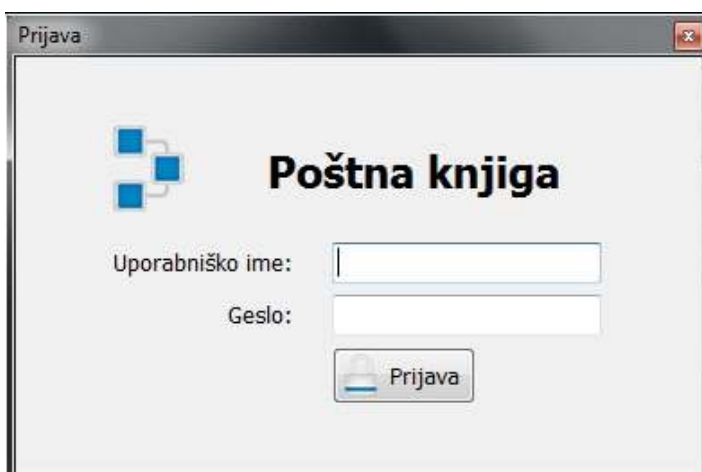 Prijava
Poštna knjiga
Uporabniško ime:
Geslo:
Prijava